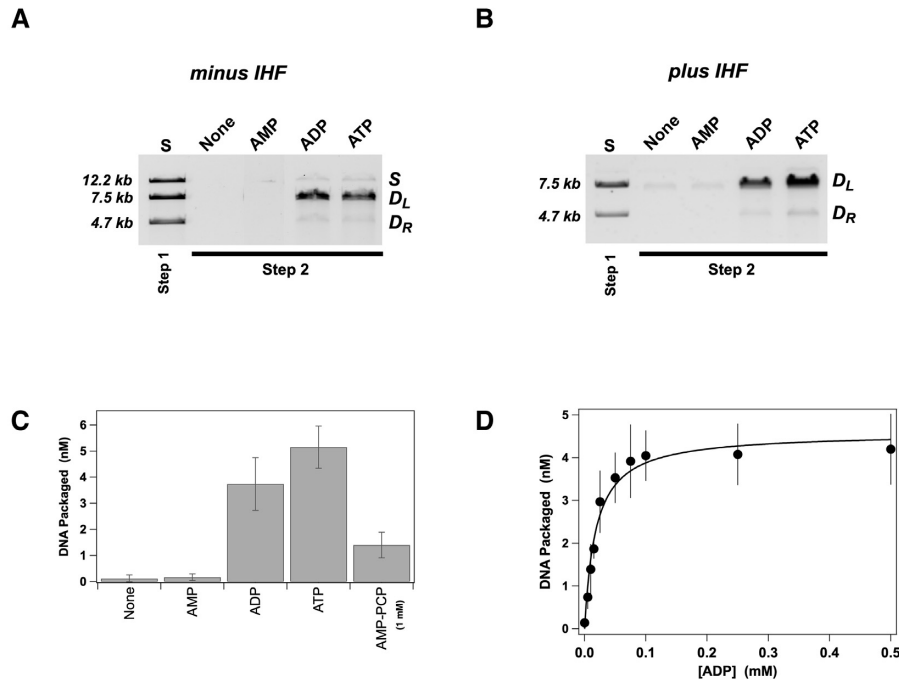 A
minus IHF
S None AMP ADP ATP
12.2 kb
7.5 kb
4.7 kb
S
DL
DR
Step 1
Step 2
B
plus IHF
S None AMP ADP ATP
7.5 kb
4.7 kb
DL
DR
Step 1
Step 2
C
DNA Packaged (nM)
6
5
4
3
2
1
0
None
AMP
ADP
ATP
AMP-PCP
(1 mM)
D
DNA Packaged (nM)
5
4
3
2
1
0
0.0 0.1 0.2 0.3 0.4 0.5
[ADP] (mM)